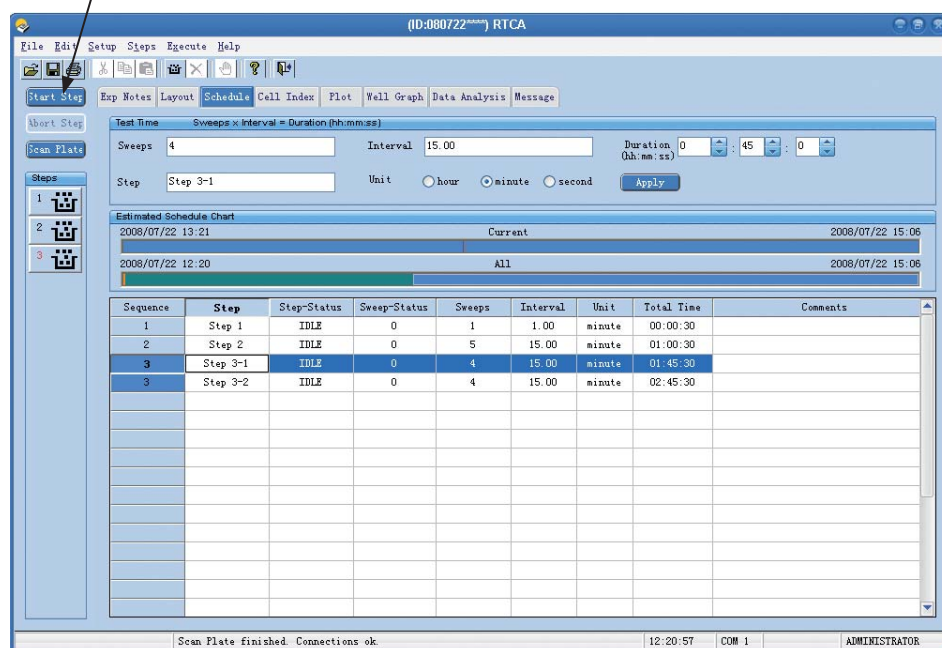 (ID:080722****) RTCA
File Edit Setup Steps Execute Help
Start Step Exp Notes Layout Schedule Cell Index Plot Well Graph Data Analysis Message
Abort Step
Scan Plate
Test Time Sweeps x Interval = Duration (hh:mm:ss)
Sweeps 4 Interval 15.00 Duration (hh:mm:ss) 0 : 45 : 0
Step Step 3-1 Unit hour minute second Apply
Steps
1
2
3
Estimated Schedule Chart
2008/07/22 13:21 Current 2008/07/22 15:06
2008/07/22 12:20 All 2008/07/22 15:06
Sequence Step Step-Status Sweep-Status Sweeps Interval Unit Total Time Comments
1 Step 1 IDLE 0 1 1.00 minute 00:00:30
2 Step 2 IDLE 0 5 15.00 minute 01:00:30
3 Step 3-1 IDLE 0 4 15.00 minute 01:45:30
3 Step 3-2 IDLE 0 4 15.00 minute 02:45:30
Scan Plate finished. Connections ok. 12:20:57 COM 1 ADMINISTRATOR